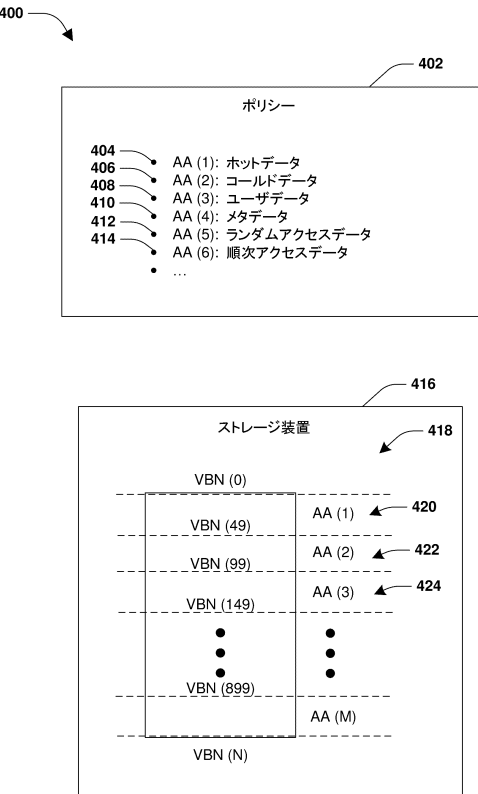 400
402
ポリシー
404 AA (1): ホットデータ
406 AA (2): コールドデータ
408 AA (3): ユーザデータ
410 AA (4): メタデータ
412 AA (5): ランダムアクセスデータ
414 AA (6): 順次アクセスデータ
...
416
ストレージ装置
418
VBN (0)
AA (1) 420
VBN (49)
AA (2) 422
VBN (99)
AA (3) 424
VBN (149)
VBN (899)
AA (M)
VBN (N)